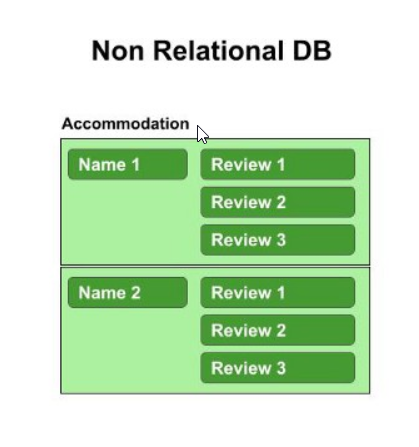 Non Relational DB
Accommodation
Name 1
Review 1
Review 2
Review 3
Name 2
Review 1
Review 2
Review 3